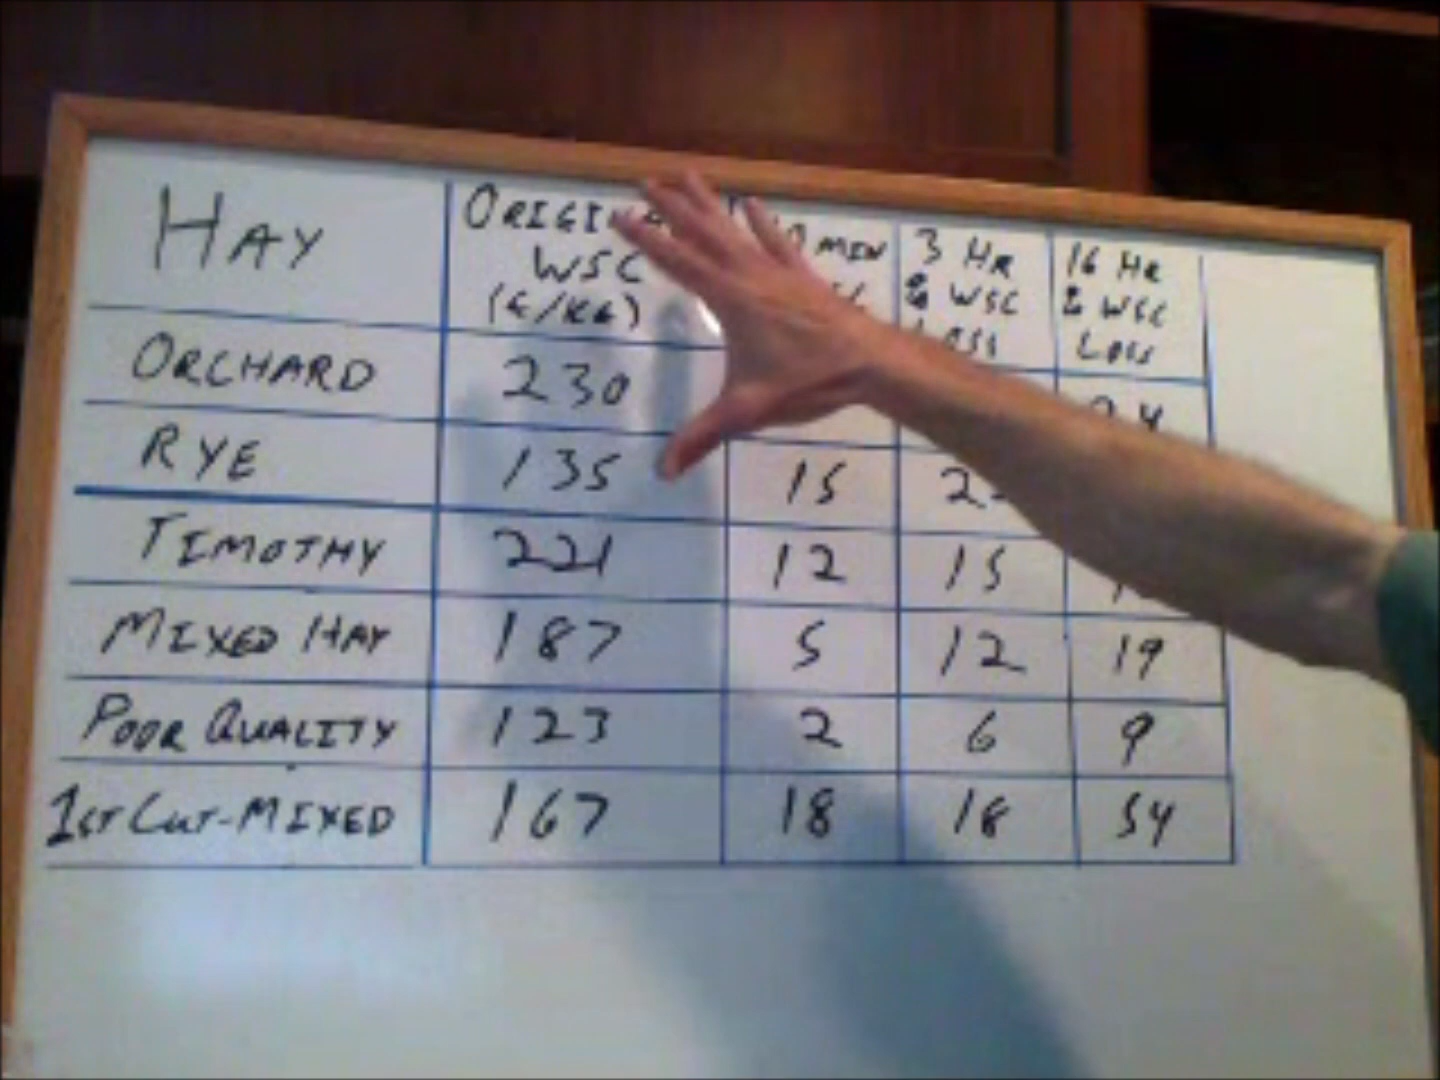 HAY
WSC
(G/KG)
MIN
3 HR
% WSC
16 HR
% WSC
LOSS
ORCHARD 230
RYE 135 15
TIMOTHY 221 12 15
MIXED HAY 187 5 12 19
POOR QUALITY 123 2 6 9
1ST CUT-MIXED 167 18 18 54